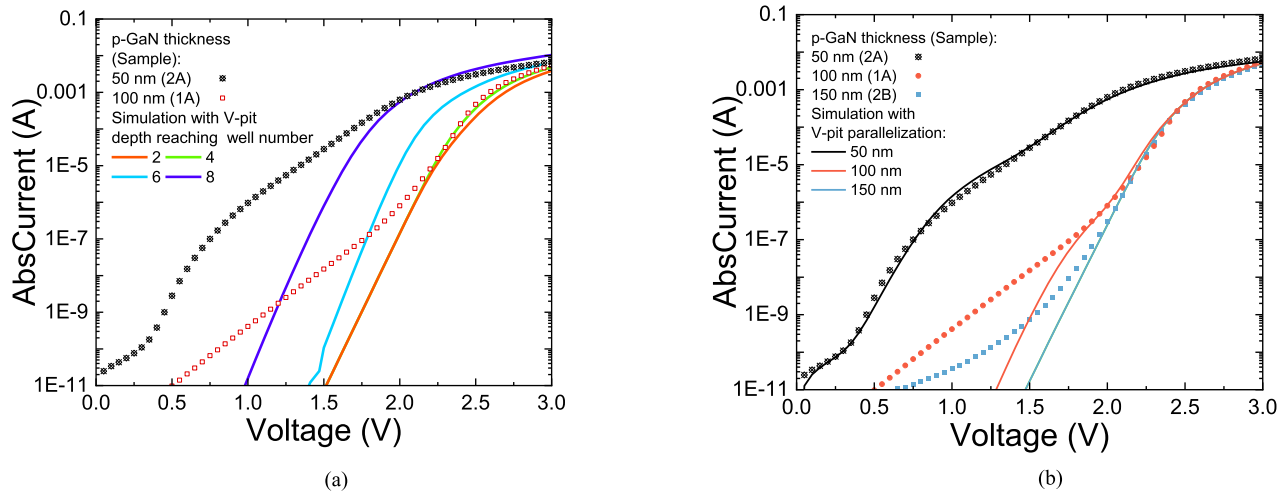 0.1
0.001
1E-5
1E-7
1E-9
1E-11
AbsCurrent (A)
p-GaN thickness
(Sample):
50 nm (2A)
100 nm (1A)
Simulation with V-pit
depth reaching well number
2 4
6 8
0.0 0.5 1.0 1.5 2.0 2.5 3.0
Voltage (V)
(a)
0.1
0.001
1E-5
1E-7
1E-9
1E-11
AbsCurrent (A)
p-GaN thickness (Sample):
50 nm (2A)
100 nm (1A)
150 nm (2B)
Simulation with
V-pit parallelization:
50 nm
100 nm
150 nm
0.0 0.5 1.0 1.5 2.0 2.5 3.0
Voltage (V)
(b)